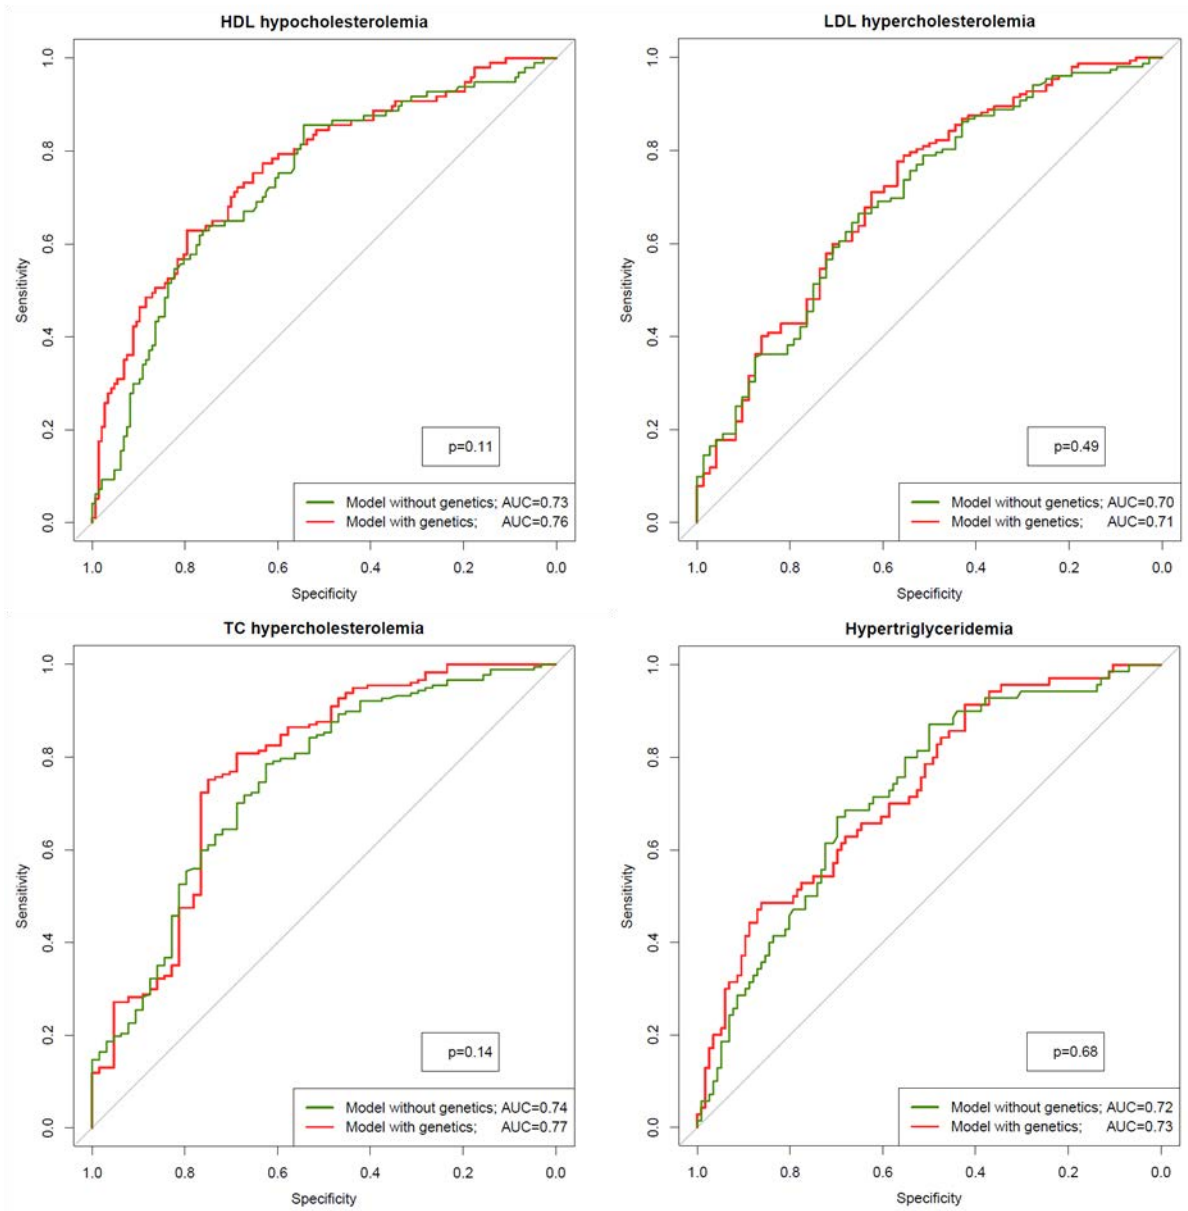 HDL hypocholesterolemia
1.0
0.8
0.6
0.4
0.2
0.0
Sensitivity
p=0.11
Model without genetics; AUC=0.73
Model with genetics; AUC=0.76
1.0 0.8 0.6 0.4 0.2 0.0
Specificity
LDL hypercholesterolemia
1.0
0.8
0.6
0.4
0.2
0.0
Sensitivity
p=0.49
Model without genetics; AUC=0.70
Model with genetics; AUC=0.71
1.0 0.8 0.6 0.4 0.2 0.0
Specificity
TC hypercholesterolemia
1.0
0.8
0.6
0.4
0.2
0.0
Sensitivity
p=0.14
Model without genetics; AUC=0.74
Model with genetics; AUC=0.77
1.0 0.8 0.6 0.4 0.2 0.0
Specificity
Hypertriglyceridemia
1.0
0.8
0.6
0.4
0.2
0.0
Sensitivity
p=0.68
Model without genetics; AUC=0.72
Model with genetics; AUC=0.73
1.0 0.8 0.6 0.4 0.2 0.0
Specificity